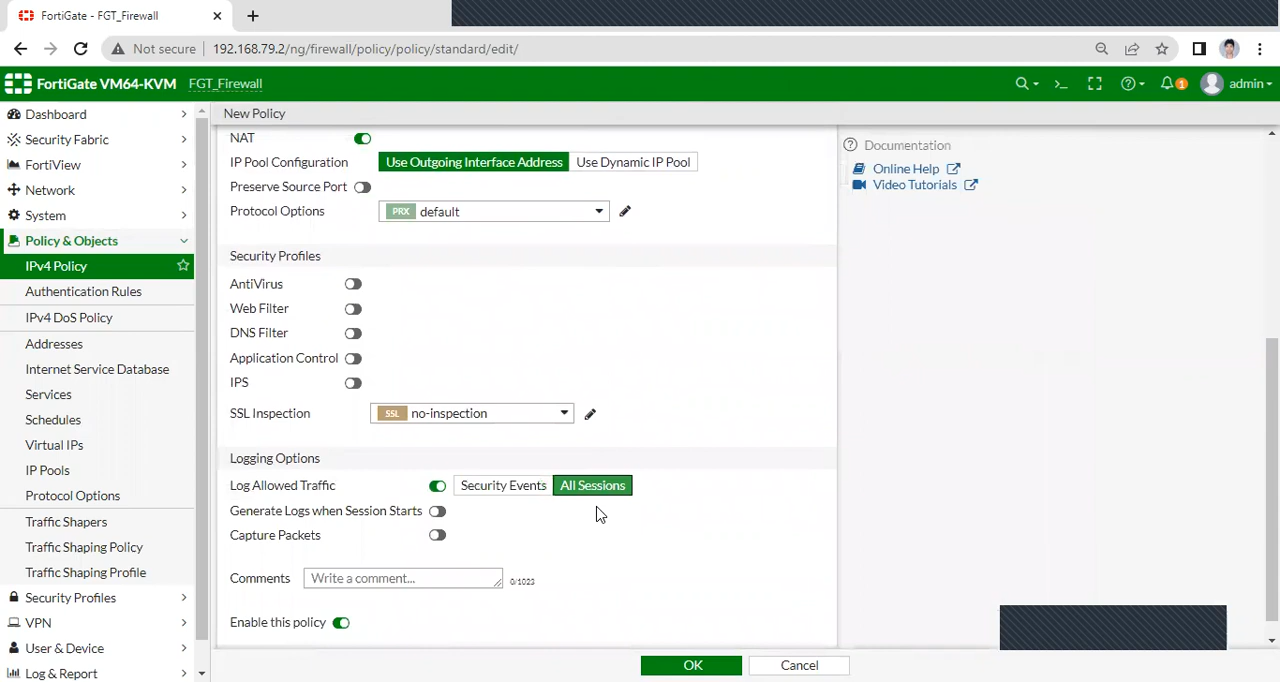 FortiGate - FGT_Firewall
Not secure 192.168.79.2/ng/firewall/policy/policy/standard/edit/
FortiGate VM64-KVM FGT_Firewall
>_ 1 admin
Dashboard
Security Fabric
FortiView
Network
System
Policy & Objects
IPv4 Policy
Authentication Rules
IPv4 DoS Policy
Addresses
Internet Service Database
Services
Schedules
Virtual IPs
IP Pools
Protocol Options
Traffic Shapers
Traffic Shaping Policy
Traffic Shaping Profile
Security Profiles
VPN
User & Device
Log & Report
New Policy
NAT
IP Pool Configuration Use Outgoing Interface Address Use Dynamic IP Pool
Preserve Source Port
Protocol Options PRX default
Security Profiles
AntiVirus
Web Filter
DNS Filter
Application Control
IPS
SSL Inspection SSL no-inspection
Logging Options
Log Allowed Traffic Security Events All Sessions
Generate Logs when Session Starts
Capture Packets
Comments Write a comment... 0/1023
Enable this policy
OK Cancel
Documentation
Online Help
Video Tutorials